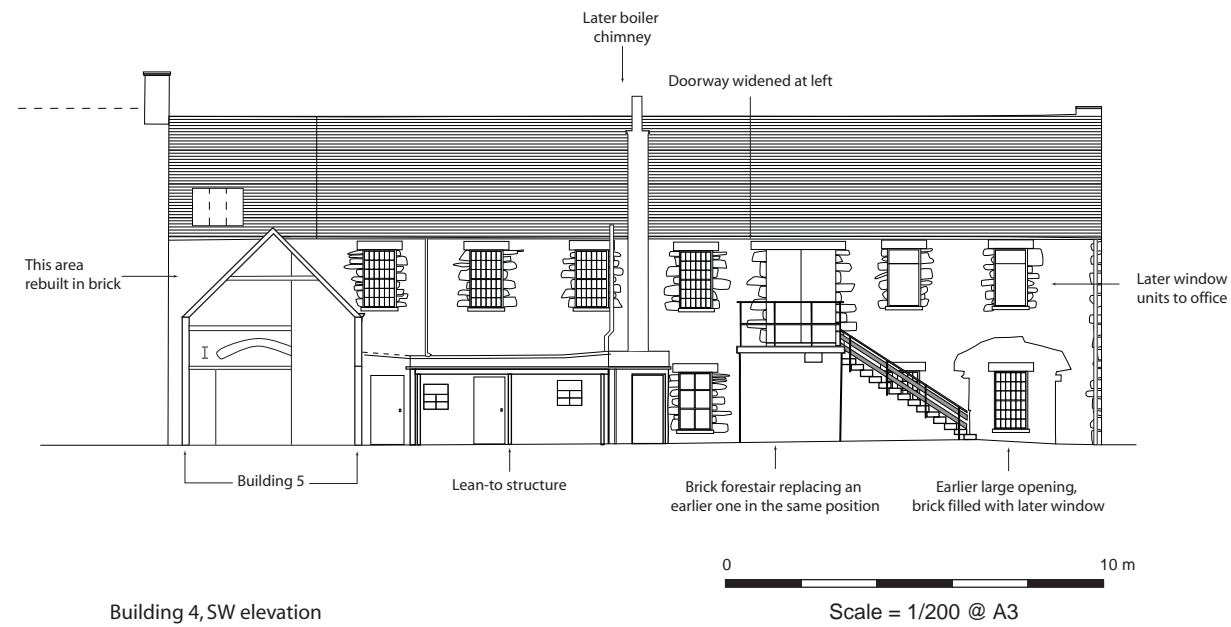 Later boiler
chimney
Doorway widened at left
This area
rebuilt in brick
Later window
units to office
Building 5
Lean-to structure
Brick forestair replacing an
earlier one in the same position
Earlier large opening,
brick filled with later window
0 10 m
Building 4, SW elevation
Scale = 1/200 @ A3